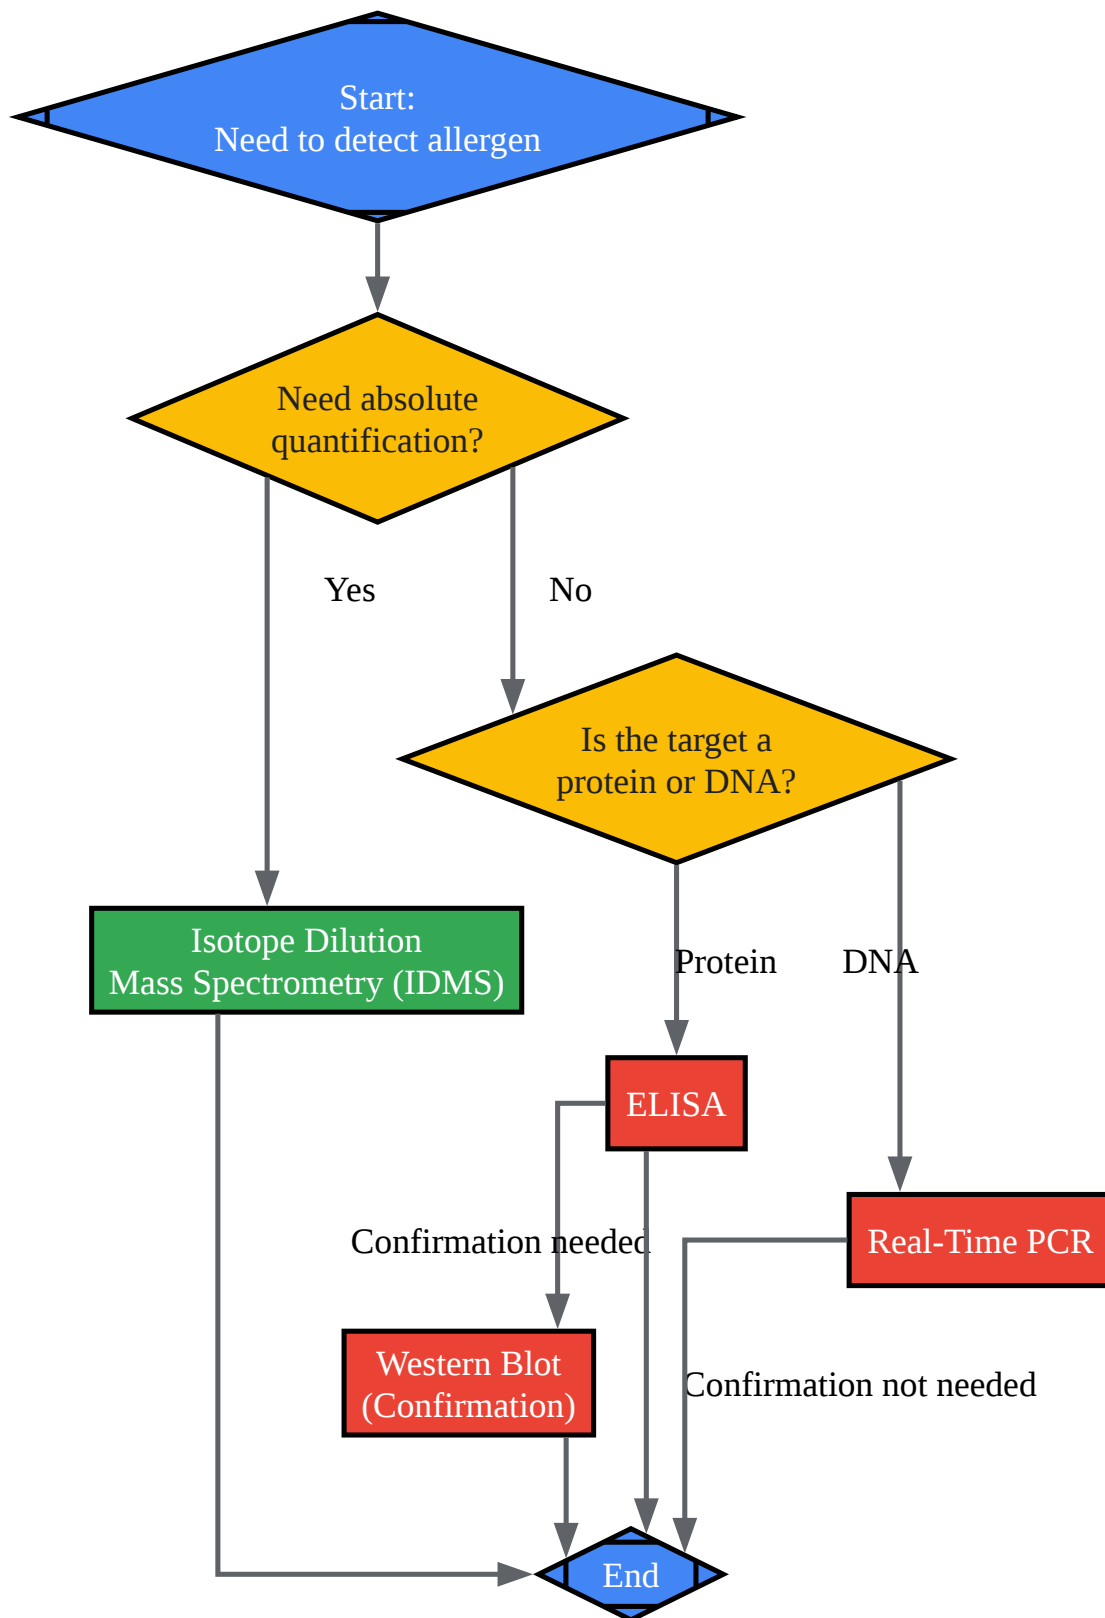 Start:
Need to detect allergen
Need absolute
quantification?
Yes
No
Is the target a
protein or DNA?
Isotope Dilution
Mass Spectrometry (IDMS)
Protein
DNA
ELISA
Confirmation needed
Real-Time PCR
Western Blot
(Confirmation)
Confirmation not needed
End